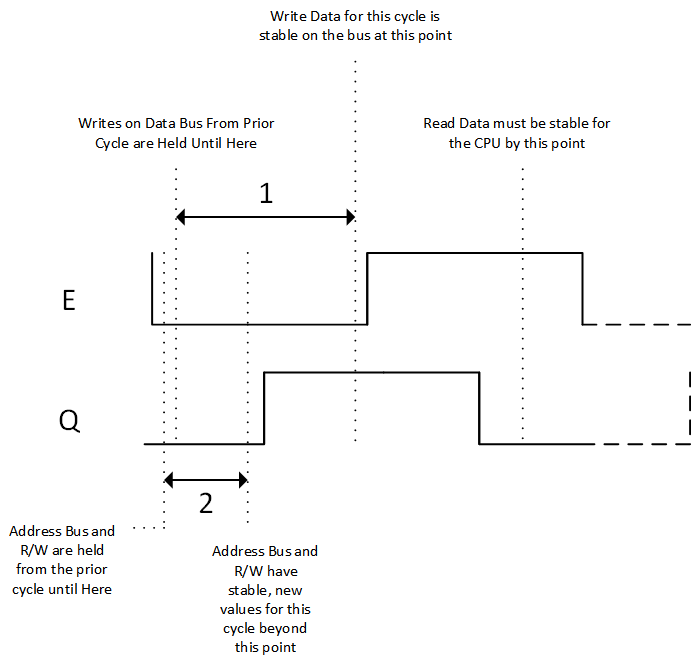 Write Data for this cycle is
stable on the bus at this point
Writes on Data Bus From Prior
Cycle are Held Until Here
Read Data must be stable for
the CPU by this point
1
E
Q
2
Address Bus and
R/W are held
from the prior
cycle until Here
Address Bus and
R/W have
stable, new
values for this
cycle beyond
this point